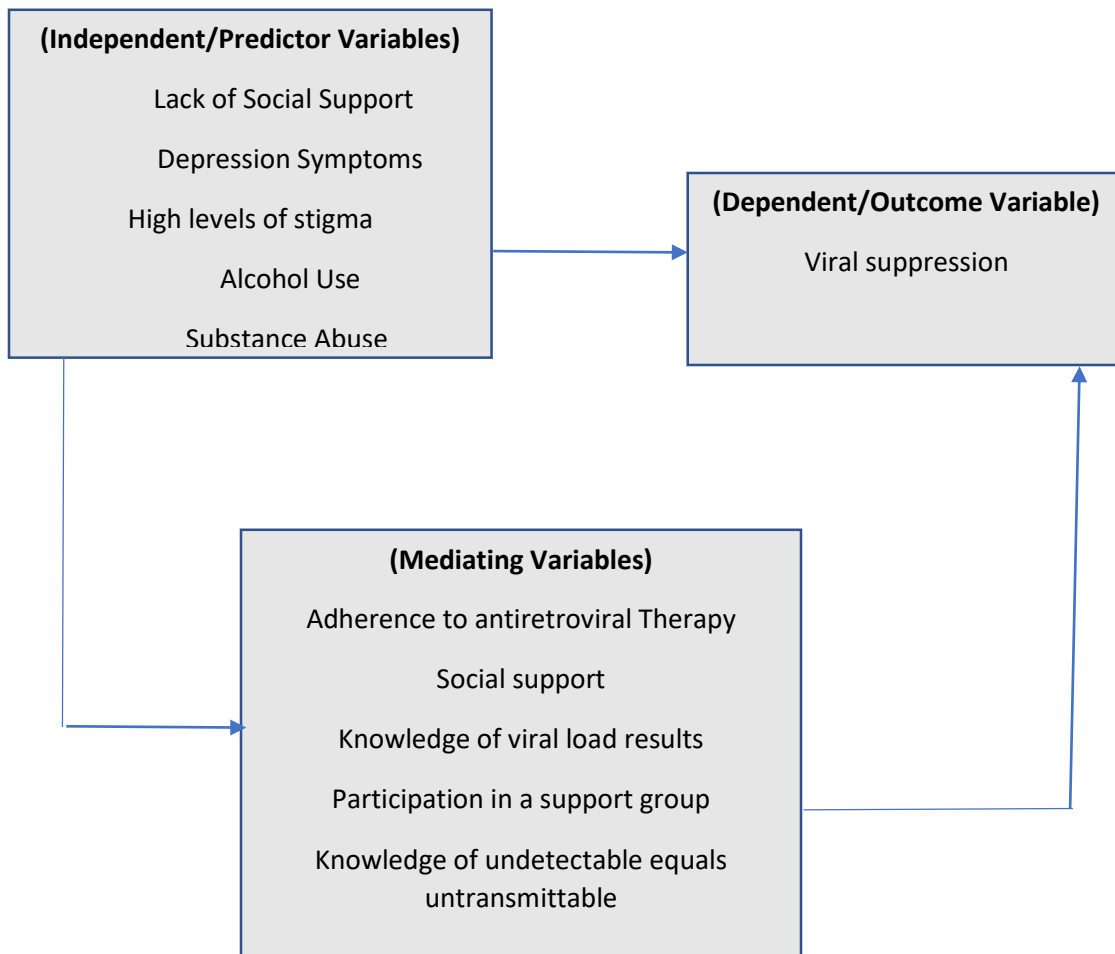 (Independent/Predictor Variables)
Lack of Social Support
Depression Symptoms
High levels of stigma
Alcohol Use
Substance Abuse
(Dependent/Outcome Variable)
Viral suppression
(Mediating Variables)
Adherence to antiretroviral Therapy
Social support
Knowledge of viral load results
Participation in a support group
Knowledge of undetectable equals
untransmittable